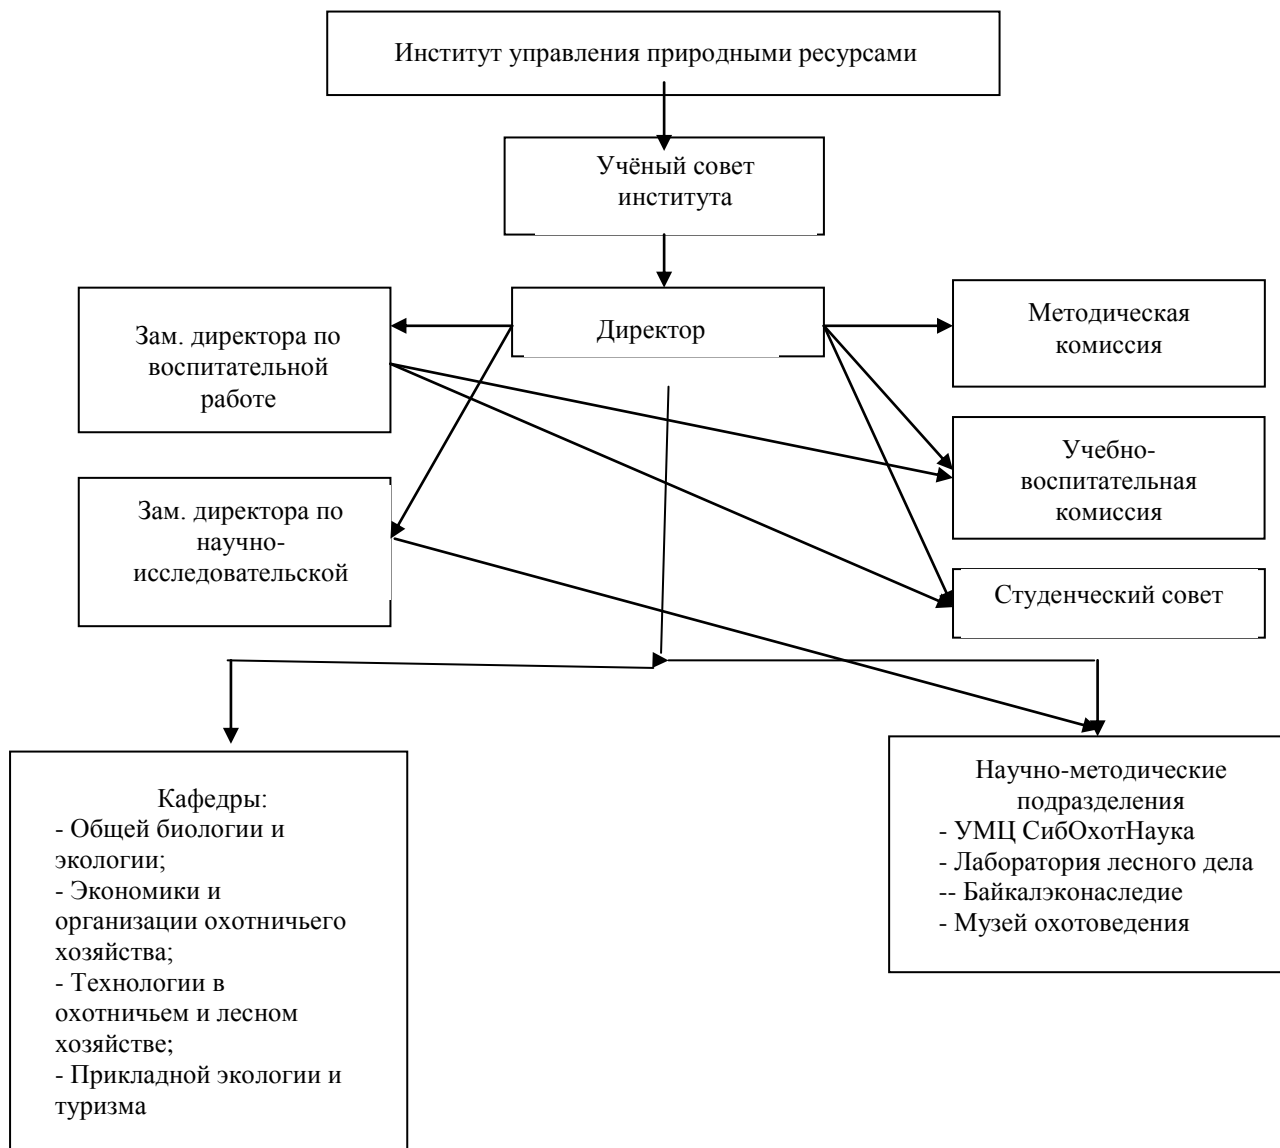 Институт управления природными ресурсами
Учёный совет
института
Директор
Зам. директора по
воспитательной
работе
Зам. директора по
научно-
исследовательской
Методическая
комиссия
Учебно-
воспитательная
комиссия
Студенческий совет
Кафедры:
- Общей биологии и
экологии;
- Экономики и
организации охотничьего
хозяйства;
- Технологии в
охотничьем и лесном
хозяйстве;
- Прикладной экологии и
туризма
Научно-методические
подразделения
- УМЦ СибОхотНаука
- Лаборатория лесного дела
-- Байкалэконаследие
- Музей охотоведения